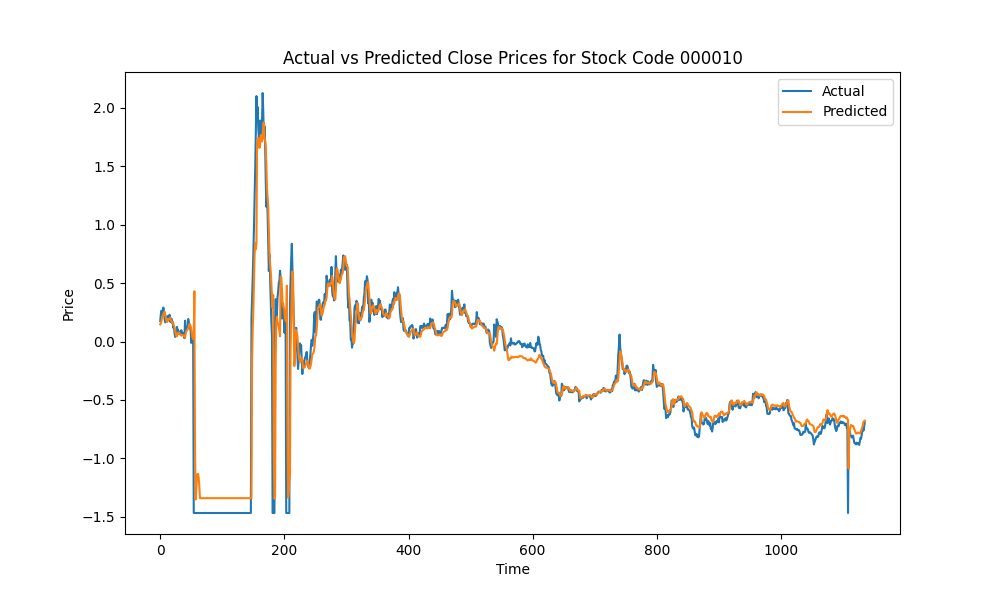 Actual vs Predicted Close Prices for Stock Code 000010
Actual
Predicted
2.0
1.5
1.0
0.5
0.0
−0.5
−1.0
−1.5
Price
0 200 400 600 800 1000
Time